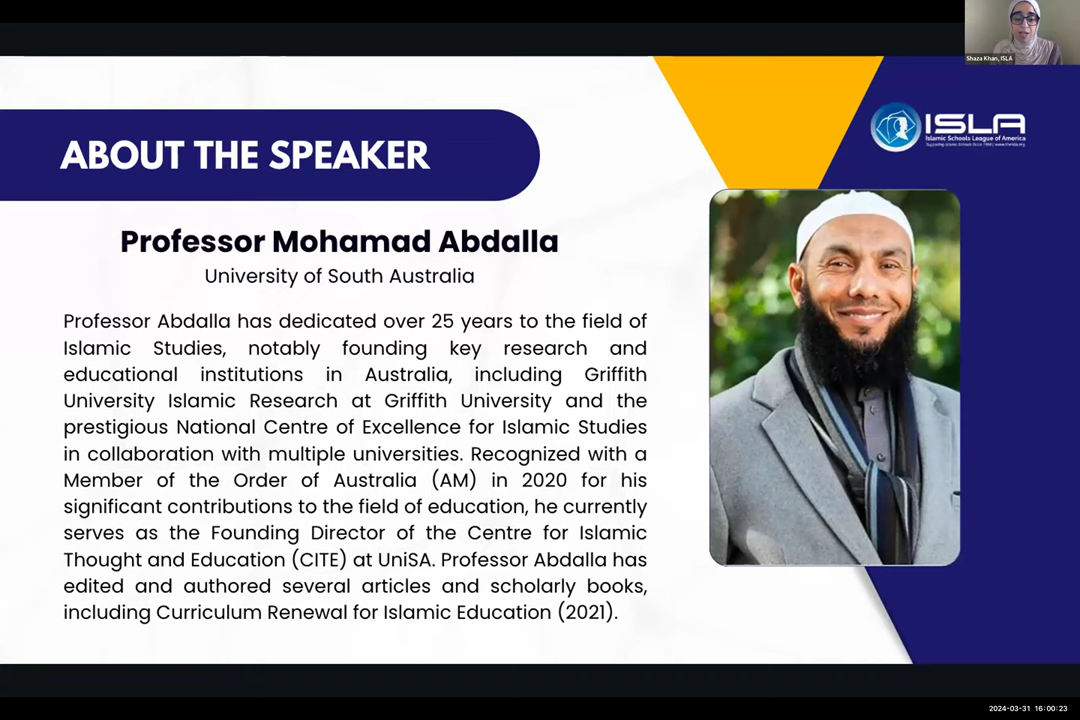 Shaza Khan, ISLA
ISLA
Islamic Schools League of America
ABOUT THE SPEAKER
Professor Mohamad Abdalla
University of South Australia
Professor Abdalla has dedicated over 25 years to the field of
Islamic Studies, notably founding key research and
educational institutions in Australia, including Griffith
University Islamic Research at Griffith University and the
prestigious National Centre of Excellence for Islamic Studies
in collaboration with multiple universities. Recognized with a
Member of the Order of Australia (AM) in 2020 for his
significant contributions to the field of education, he currently
serves as the Founding Director of the Centre for Islamic
Thought and Education (CITE) at UniSA. Professor Abdalla has
edited and authored several articles and scholarly books,
including Curriculum Renewal for Islamic Education (2021).
2024-03-31 16:00:23